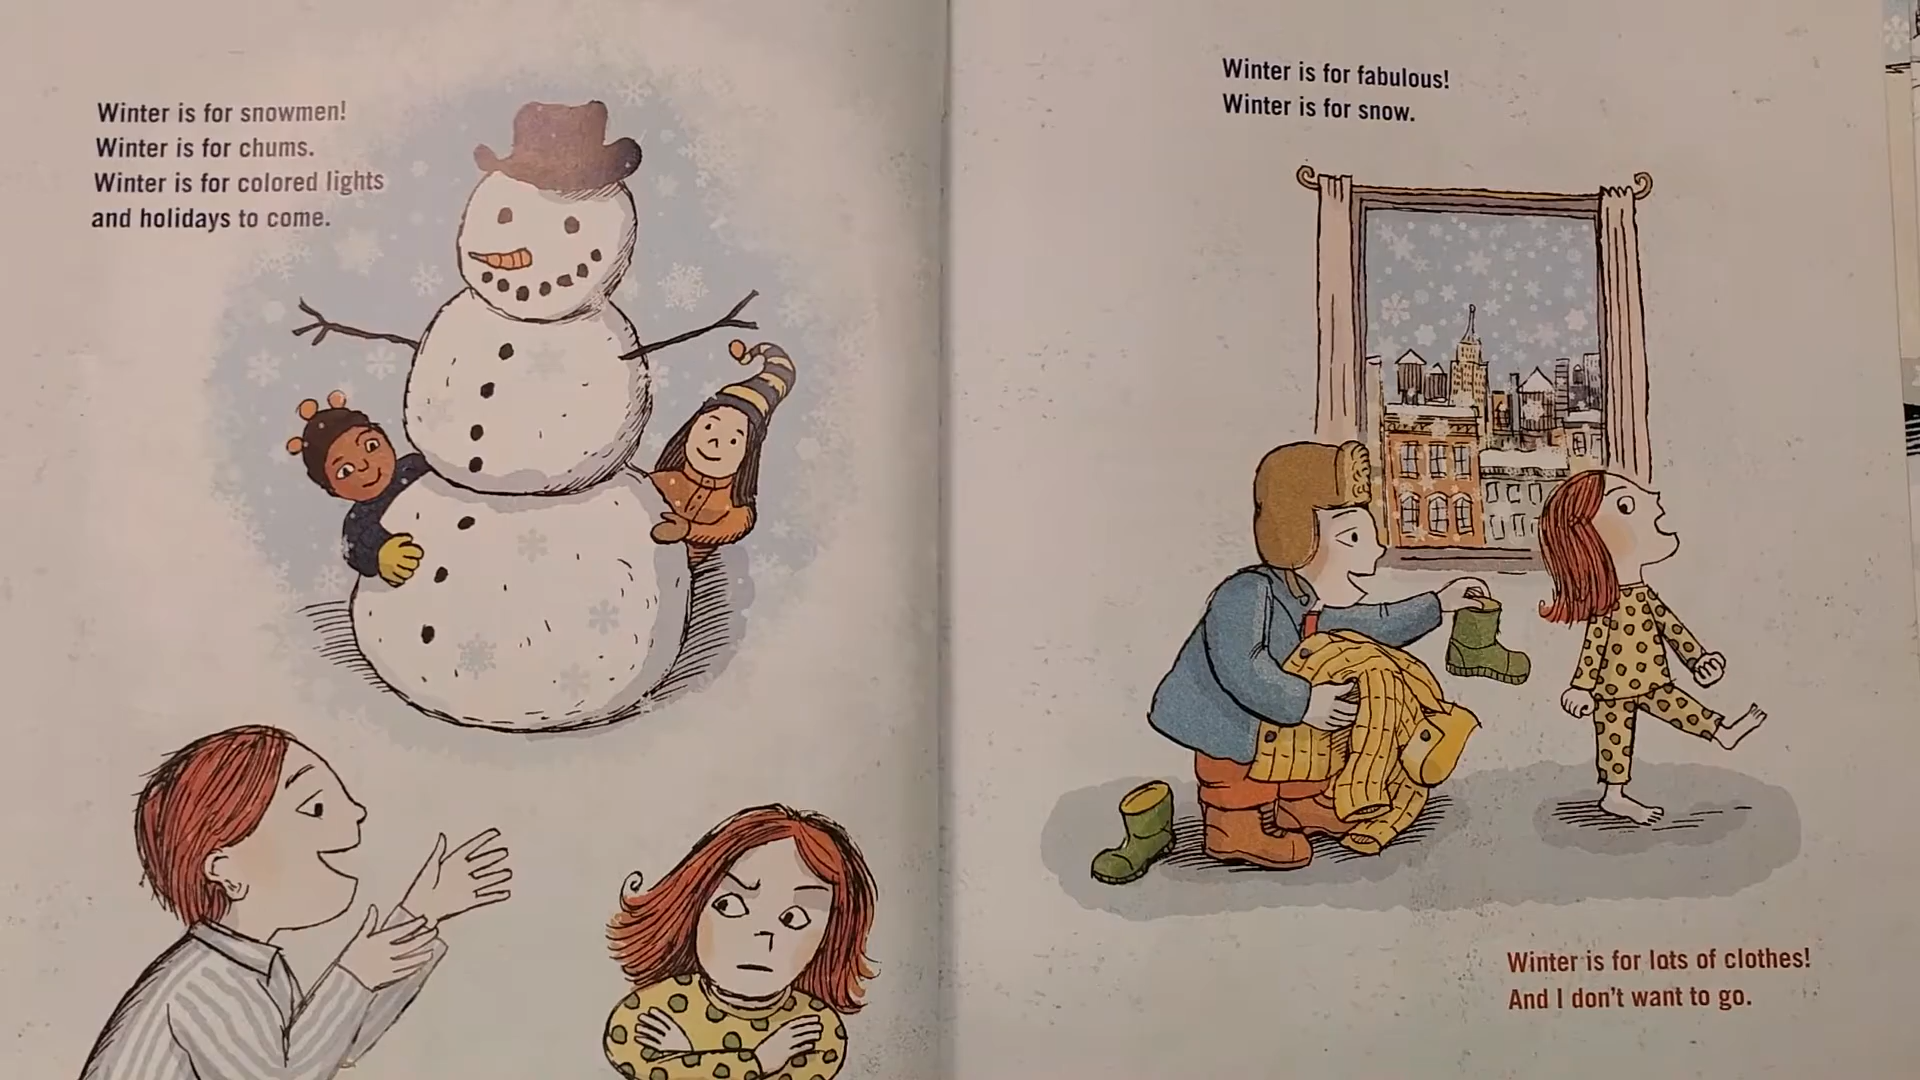 Winter is for snowmen!
Winter is for chums.
Winter is for colored lights
and holidays to come.
Winter is for fabulous!
Winter is for snow.
Winter is for lots of clothes!
And I don't want to go.